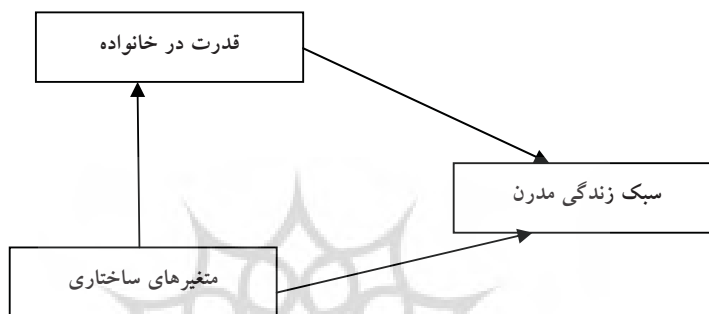 قدرت در خانواده
سبک زندگی مدرن
متغیرهای ساختاری